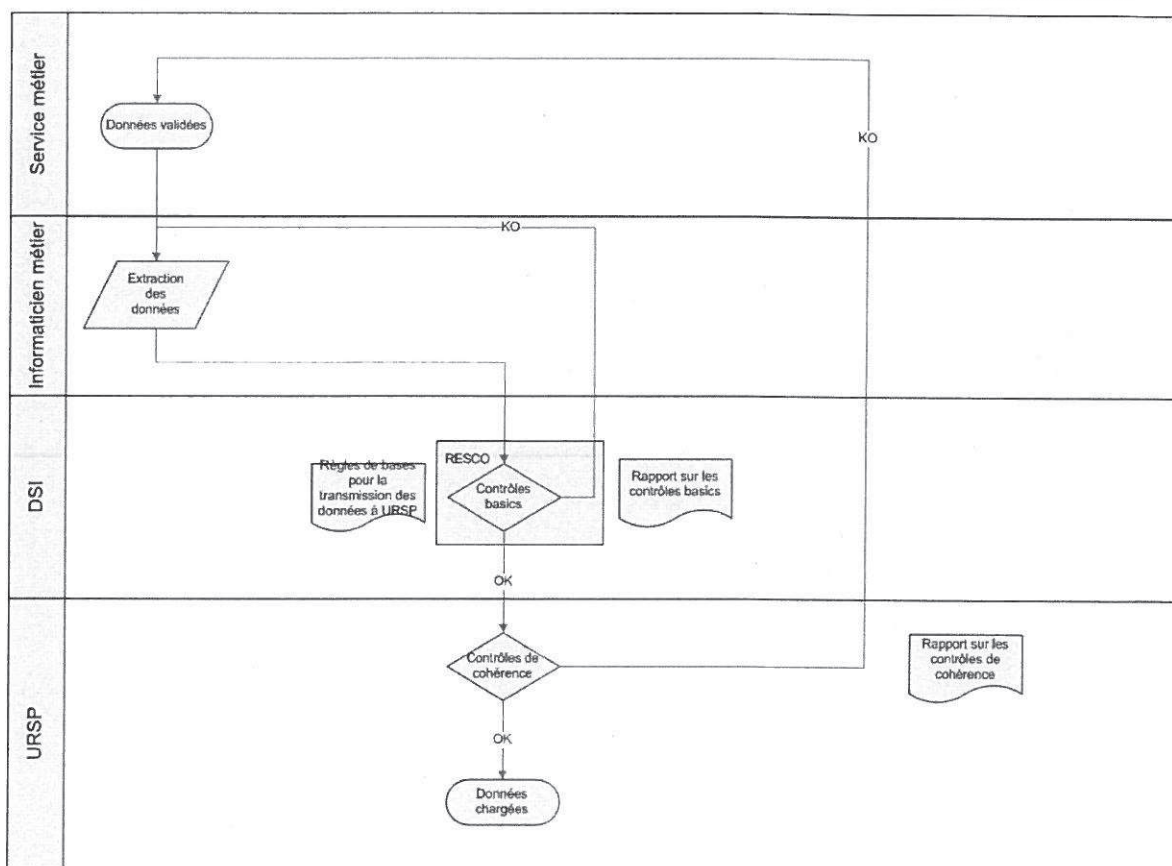 Service métier
KO
Données validées
Informaticien métier
KO
Extraction
des
données
DSI
RESCO
Règles de bases
pour la
transmission des
données à URSP
Contrôles
basics
Rapport sur les
contrôles basics
OK
URSP
Contrôles de
cohérence
Rapport sur les
contrôles de
cohérence
OK
Données
chargées